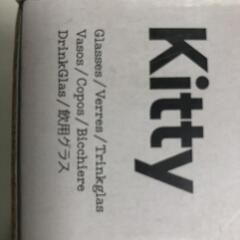 Kitty
Glasses/Verres/Trinkglas
Vasos/Copos/Bicchiere
DrinkGlas/飲用グラス